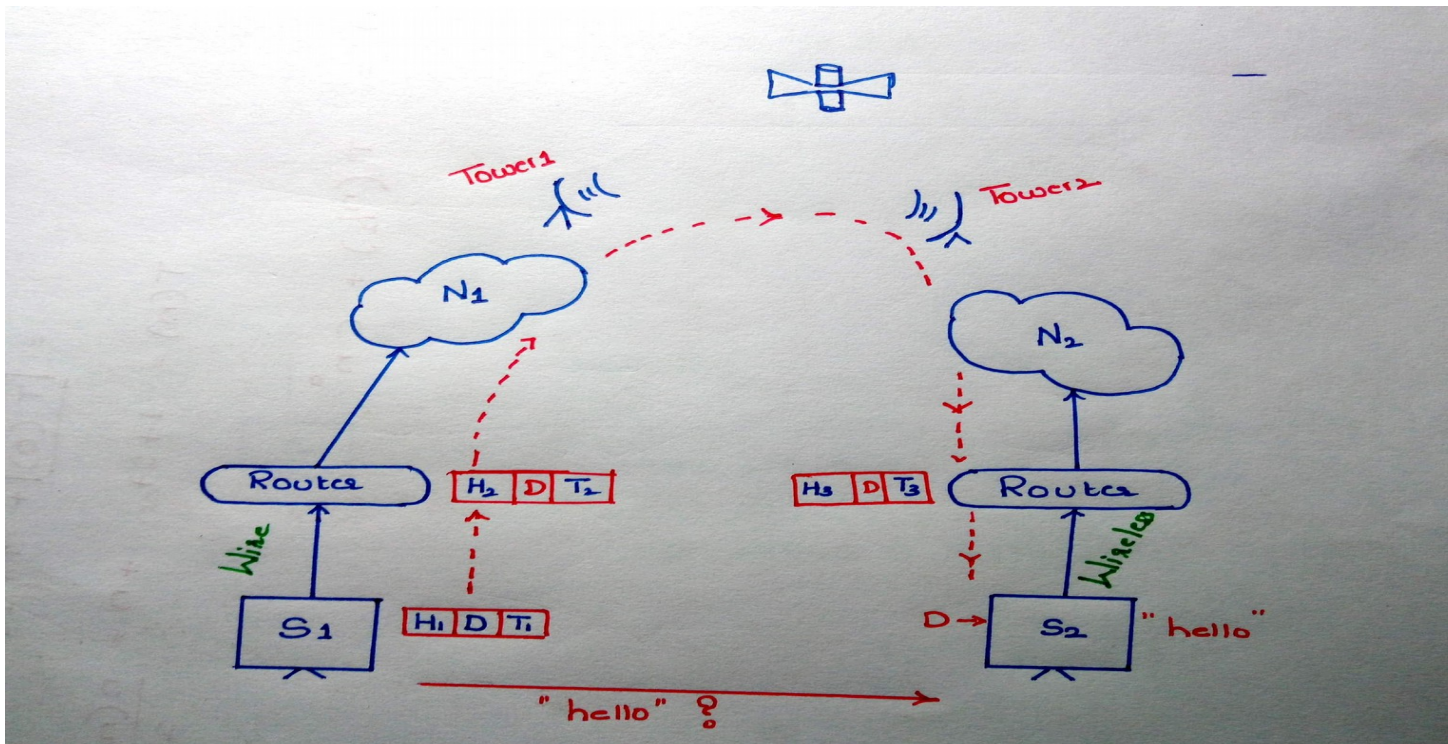 Tower1
Tower2
N1
N2
Router
H2 D T2
H3 D T3
Router
Wire
Wireless
S1
H1 D T1
D
S2
"hello"
"hello" ?